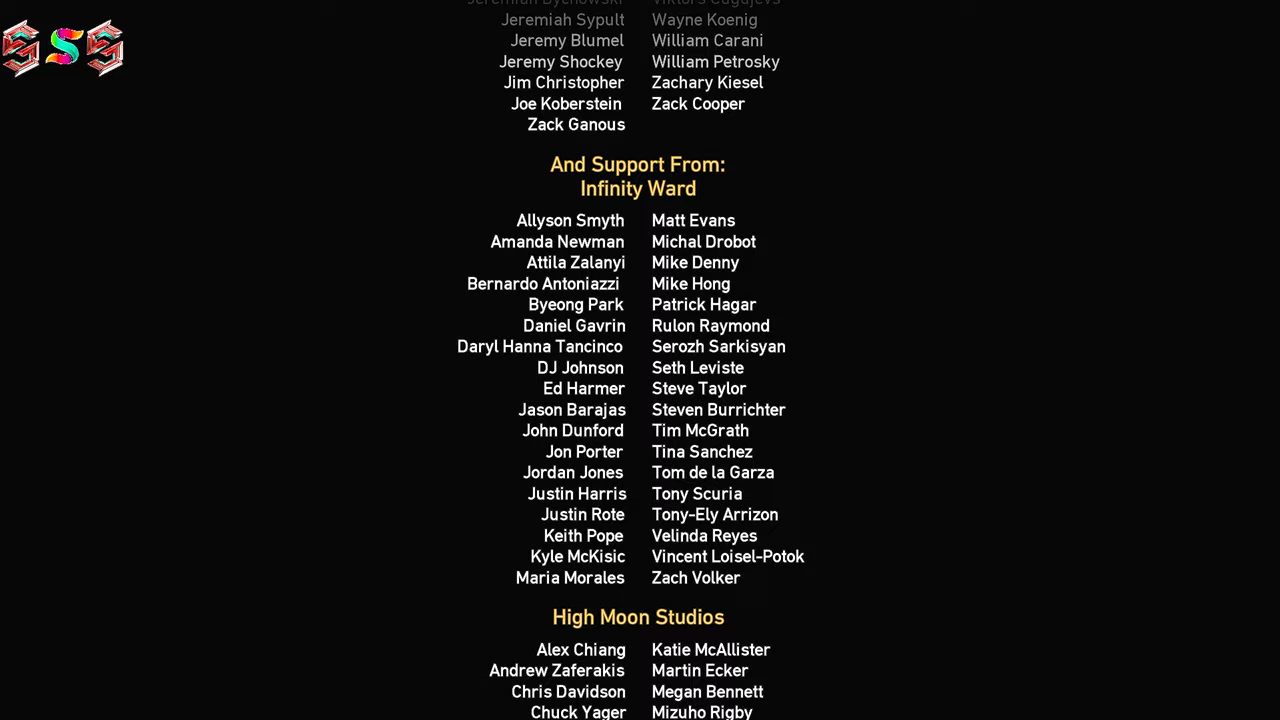 SSS
Jeremiah Sypult Wayne Koenig
Jeremy Blumel William Carani
Jeremy Shockey William Petrosky
Jim Christopher Zachary Kiesel
Joe Koberstein Zack Cooper
Zack Ganous
And Support From:
Infinity Ward
Allyson Smyth Matt Evans
Amanda Newman Michal Drobot
Attila Zalanyi Mike Denny
Bernardo Antoniazzi Mike Hong
Byeong Park Patrick Hagar
Daniel Gavrin Rulon Raymond
Daryl Hanna Tancinco Serozh Sarkisyan
DJ Johnson Seth Leviste
Ed Harmer Steve Taylor
Jason Barajas Steven Burrichter
John Dunford Tim McGrath
Jon Porter Tina Sanchez
Jordan Jones Tom de la Garza
Justin Harris Tony Scuria
Justin Rote Tony-Ely Arrizon
Keith Pope Velinda Reyes
Kyle McKisic Vincent Loisel-Potok
Maria Morales Zach Volker
High Moon Studios
Alex Chiang Katie McAllister
Andrew Zaferakis Martin Ecker
Chris Davidson Megan Bennett
Chuck Yager Mizuho Rigby